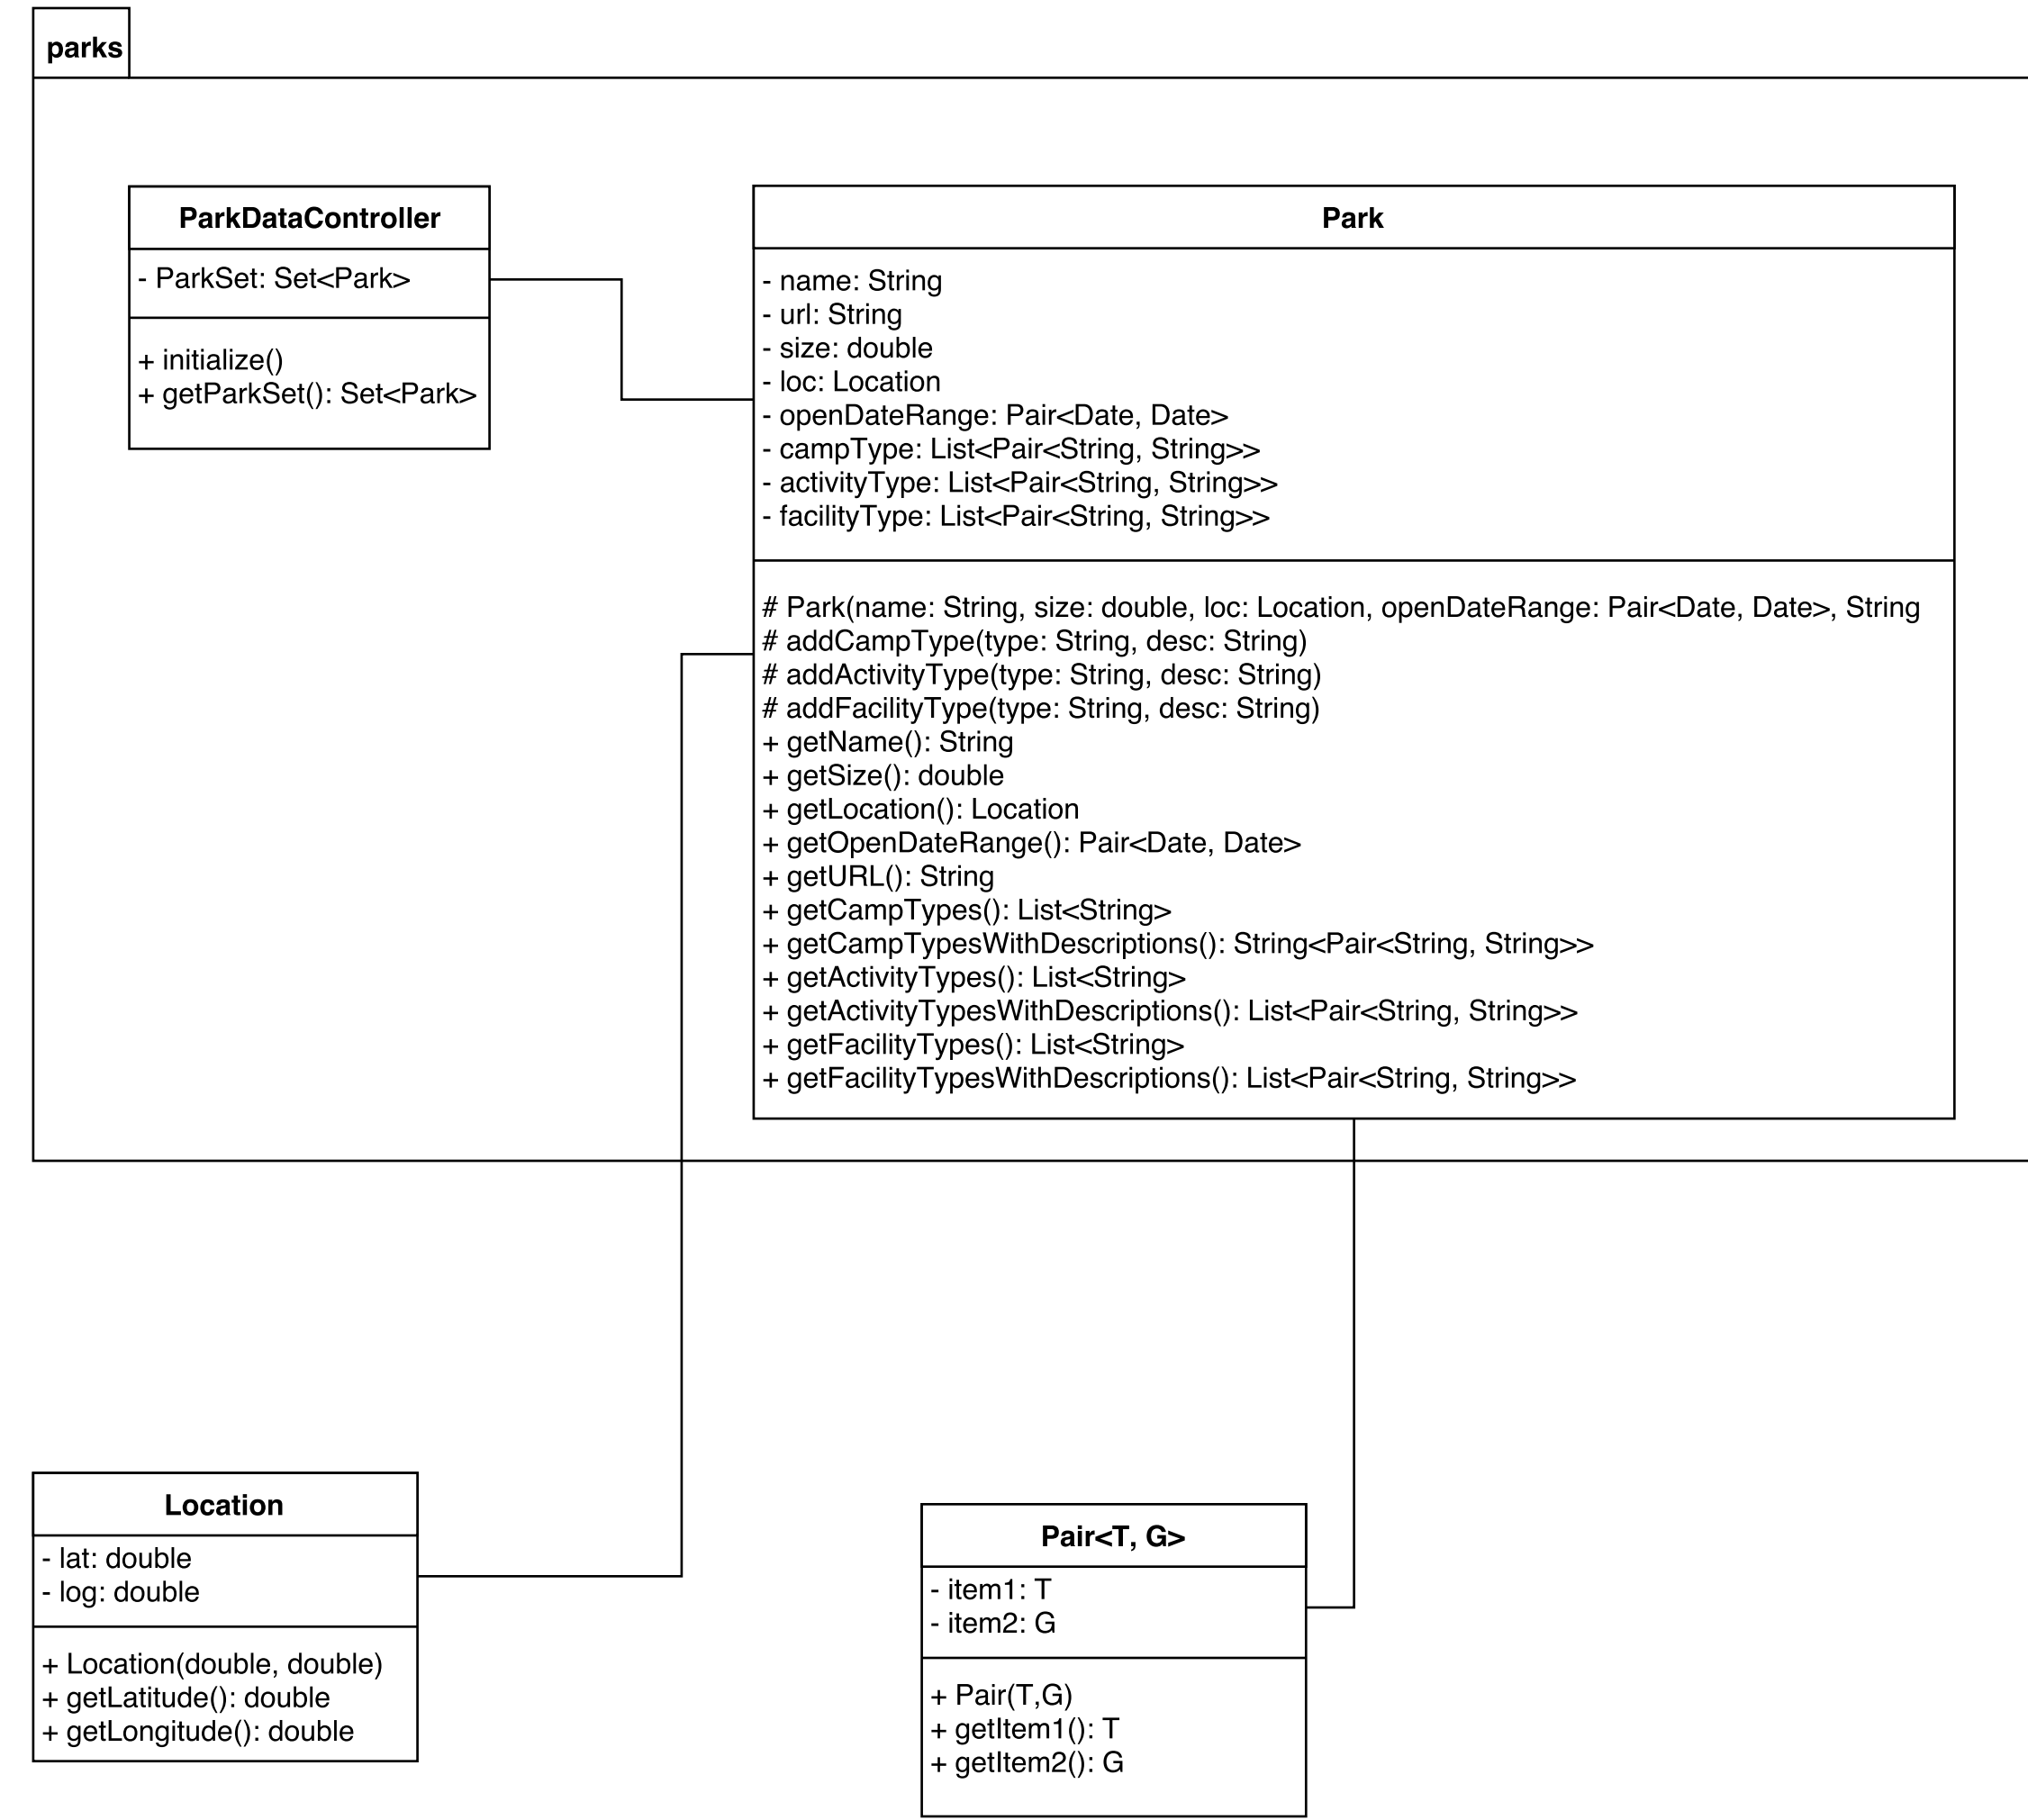 parks
ParkDataController
- ParkSet: Set<Park>
+ initialize()
+ getParkSet(): Set<Park>
Park
- name: String
- url: String
- size: double
- loc: Location
- openDateRange: Pair<Date, Date>
- campType: List<Pair<String, String>>
- activityType: List<Pair<String, String>>
- facilityType: List<Pair<String, String>>
# Park(name: String, size: double, loc: Location, openDateRange: Pair<Date, Date>, String
# addCampType(type: String, desc: String)
# addActivityType(type: String, desc: String)
# addFacilityType(type: String, desc: String)
+ getName(): String
+ getSize(): double
+ getLocation(): Location
+ getOpenDateRange(): Pair<Date, Date>
+ getURL(): String
+ getCampTypes(): List<String>
+ getCampTypesWithDescriptions(): String<Pair<String, String>>
+ getActivityTypes(): List<String>
+ getActivityTypesWithDescriptions(): List<Pair<String, String>>
+ getFacilityTypes(): List<String>
+ getFacilityTypesWithDescriptions(): List<Pair<String, String>>
Location
- lat: double
- log: double
+ Location(double, double)
+ getLatitude(): double
+ getLongitude(): double
Pair<T, G>
- item1: T
- item2: G
+ Pair(T,G)
+ getItem1(): T
+ getItem2(): G